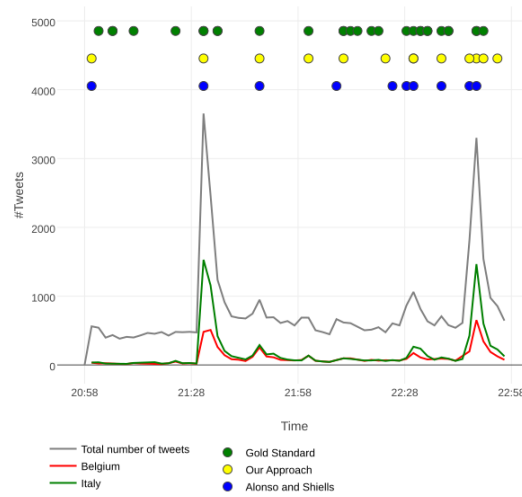 5000
4000
3000
2000
1000
0
#Tweets
20:58
21:28
21:58
22:28
22:58
Time
Total number of tweets
Belgium
Italy
Gold Standard
Our Approach
Alonso and Shiells